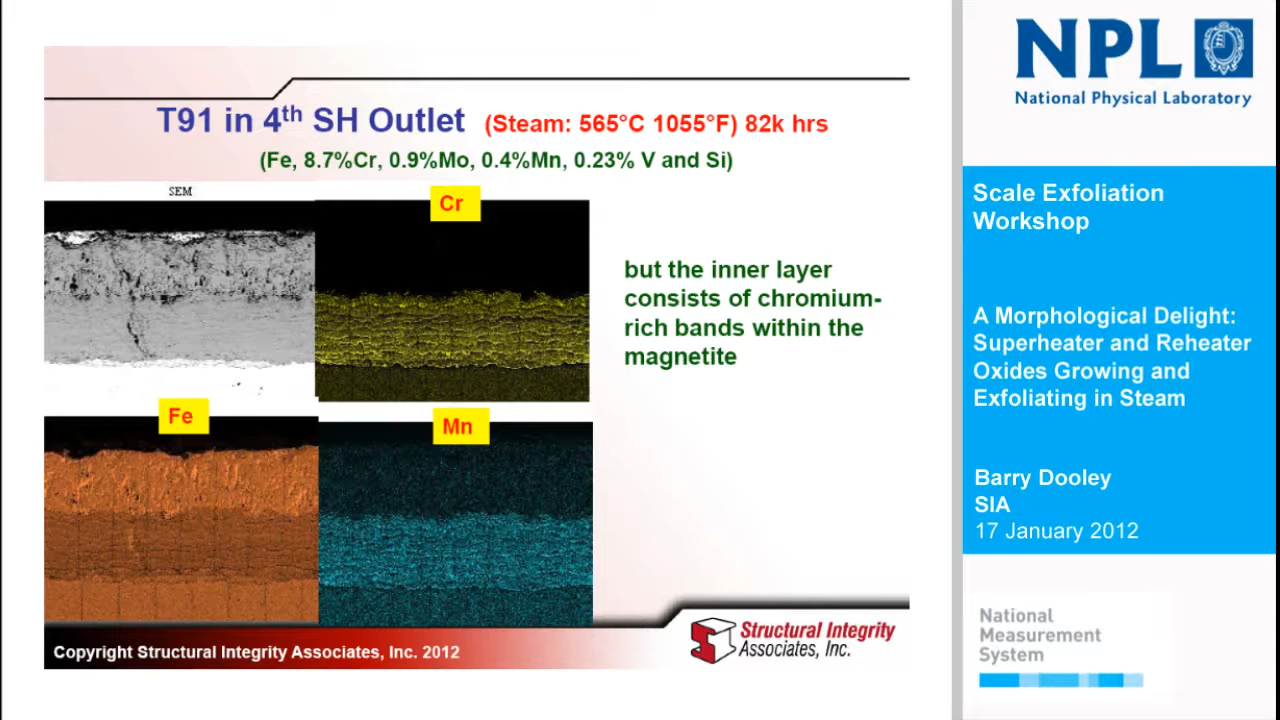 T91 in 4th SH Outlet (Steam: 565°C 1055°F) 82k hrs
(Fe, 8.7%Cr, 0.9%Mo, 0.4%Mn, 0.23% V and Si)
SEM
Cr
but the inner layer
consists of chromium-
rich bands within the
magnetite
Fe
Mn
Structural Integrity
Associates, Inc.
Copyright Structural Integrity Associates, Inc. 2012
NPL
National Physical Laboratory
Scale Exfoliation
Workshop
A Morphological Delight:
Superheater and Reheater
Oxides Growing and
Exfoliating in Steam
Barry Dooley
SIA
17 January 2012
National
Measurement
System